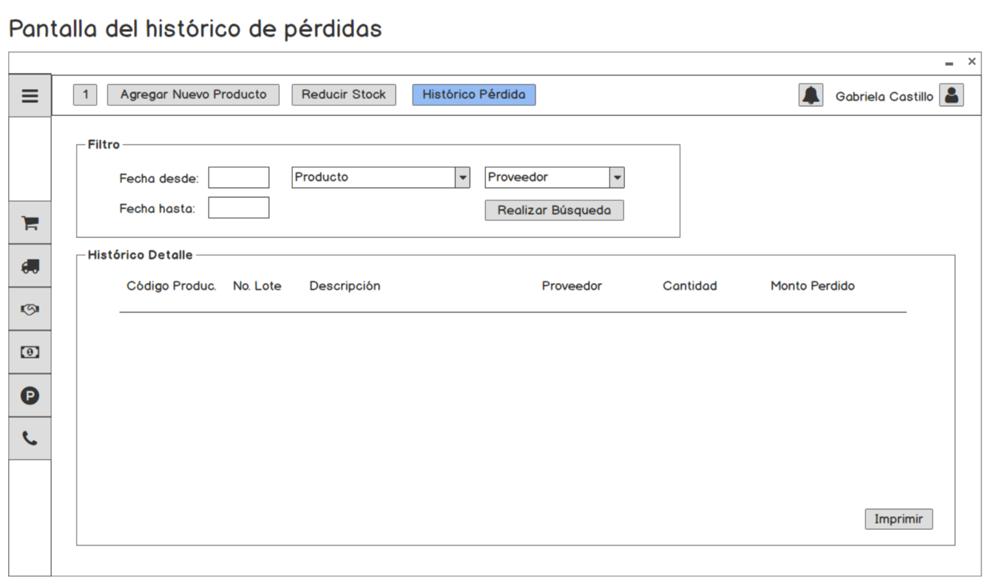 Pantalla del histórico de pérdidas
1 Agregar Nuevo Producto Reducir Stock Histórico Pérdida Gabriela Castillo
Filtro
Fecha desde: Producto Proveedor
Fecha hasta: Realizar Búsqueda
Histórico Detalle
Código Produc. No. Lote Descripción Proveedor Cantidad Monto Perdido
P
Imprimir